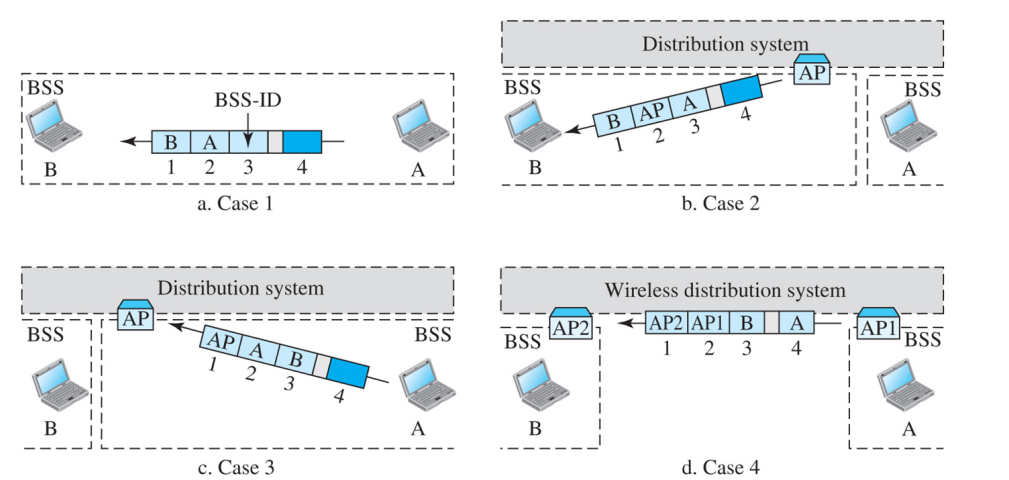 BSS
BSS-ID
B A
1 2 3 4
B
A
a. Case 1
Distribution system
AP
BSS
BSS
B AP A
1 2 3 4
B
A
b. Case 2
Distribution system
AP
BSS
BSS
AP A B
1 2 3 4
B
A
c. Case 3
Wireless distribution system
AP2
AP2 AP1 B A
AP1
BSS
BSS
1 2 3 4
B
A
d. Case 4